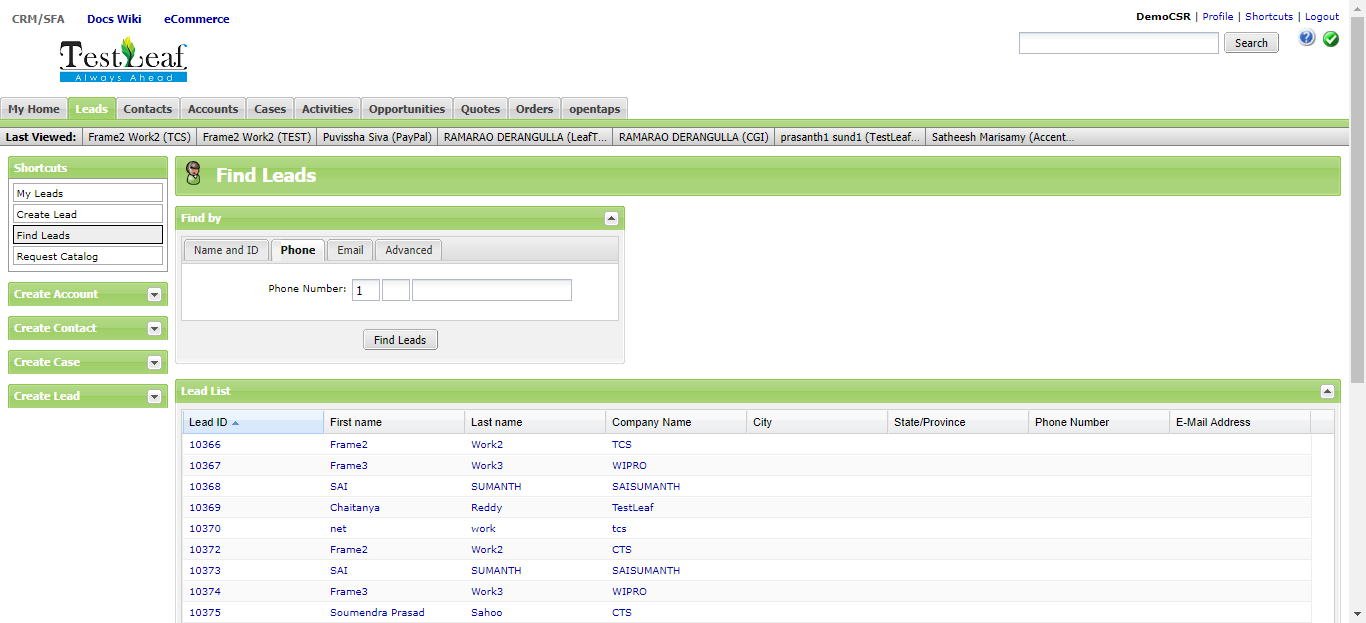 CRM/SFA Docs Wiki eCommerce
DemoCSR | Profile | Shortcuts | Logout
Search
TestLeaf
Always Ahead
My Home Leads Contacts Accounts Cases Activities Opportunities Quotes Orders opentaps
Last Viewed: Frame2 Work2 (TCS) Frame2 Work2 (TEST) Puvissha Siva (PayPal) RAMARAO DERANGULLA (LeafT... RAMARAO DERANGULLA (CGI) prasanth1 sund1 (TestLeaf... Satheesh Marisamy (Accent...
Shortcuts
My Leads
Create Lead
Find Leads
Request Catalog
Create Account
Create Contact
Create Case
Create Lead
Find Leads
Find by
Name and ID Phone Email Advanced
Phone Number: 1
Find Leads
Lead List
Lead ID First name Last name Company Name City State/Province Phone Number E-Mail Address
10366 Frame2 Work2 TCS
10367 Frame3 Work3 WIPRO
10368 SAI SUMANTH SAISUMANTH
10369 Chaitanya Reddy TestLeaf
10370 net work tcs
10372 Frame2 Work2 CTS
10373 SAI SUMANTH SAISUMANTH
10374 Frame3 Work3 WIPRO
10375 Soumendra Prasad Sahoo CTS